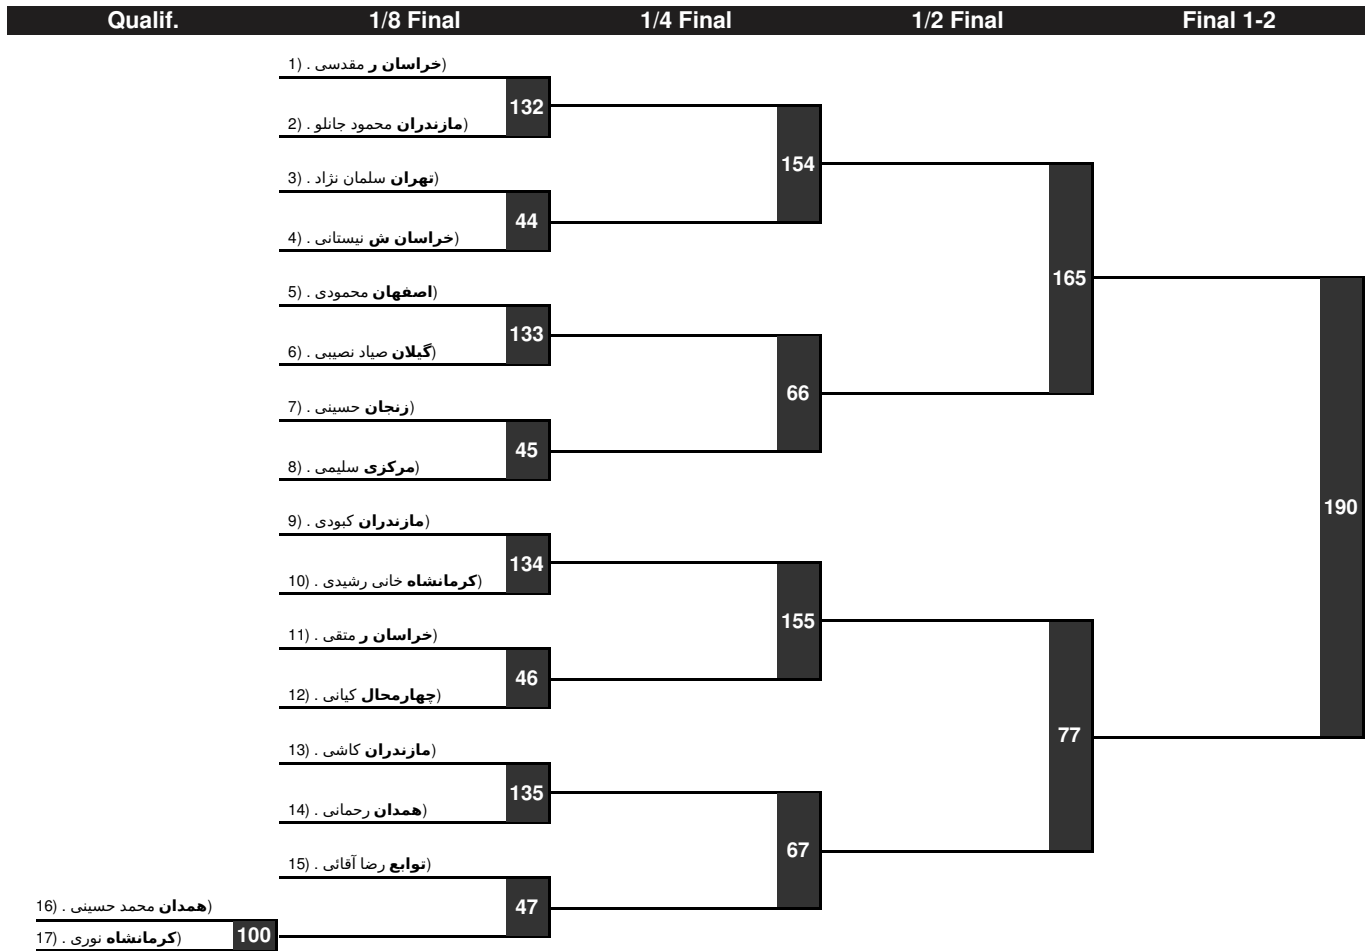 Qualif. 1/8 Final 1/4 Final 1/2 Final Final 1-2
1) . خراسان ر مقدسی)
132
2) . مازندران محمود جانلو)
154
3) . تهران سلمان نژاد)
44
4) . خراسان ش نیستانی)
165
5) . اصفهان محمودی)
133
6) . گیلان صیاد نصیبی)
66
7) . زنجان حسینی)
45
8) . مرکزی سلیمی)
190
9) . مازندران کبودی)
134
10) . کرمانشاه خانی رشیدی)
155
11) . خراسان ر متقی)
46
12) . چهارمحال کیانی)
77
13) . مازندران کاشی)
135
14) . همدان رحمانی)
67
15) . توابع رضا آقائی)
47
16) . همدان محمد حسینی)
17) . کرمانشاه نوری)
100